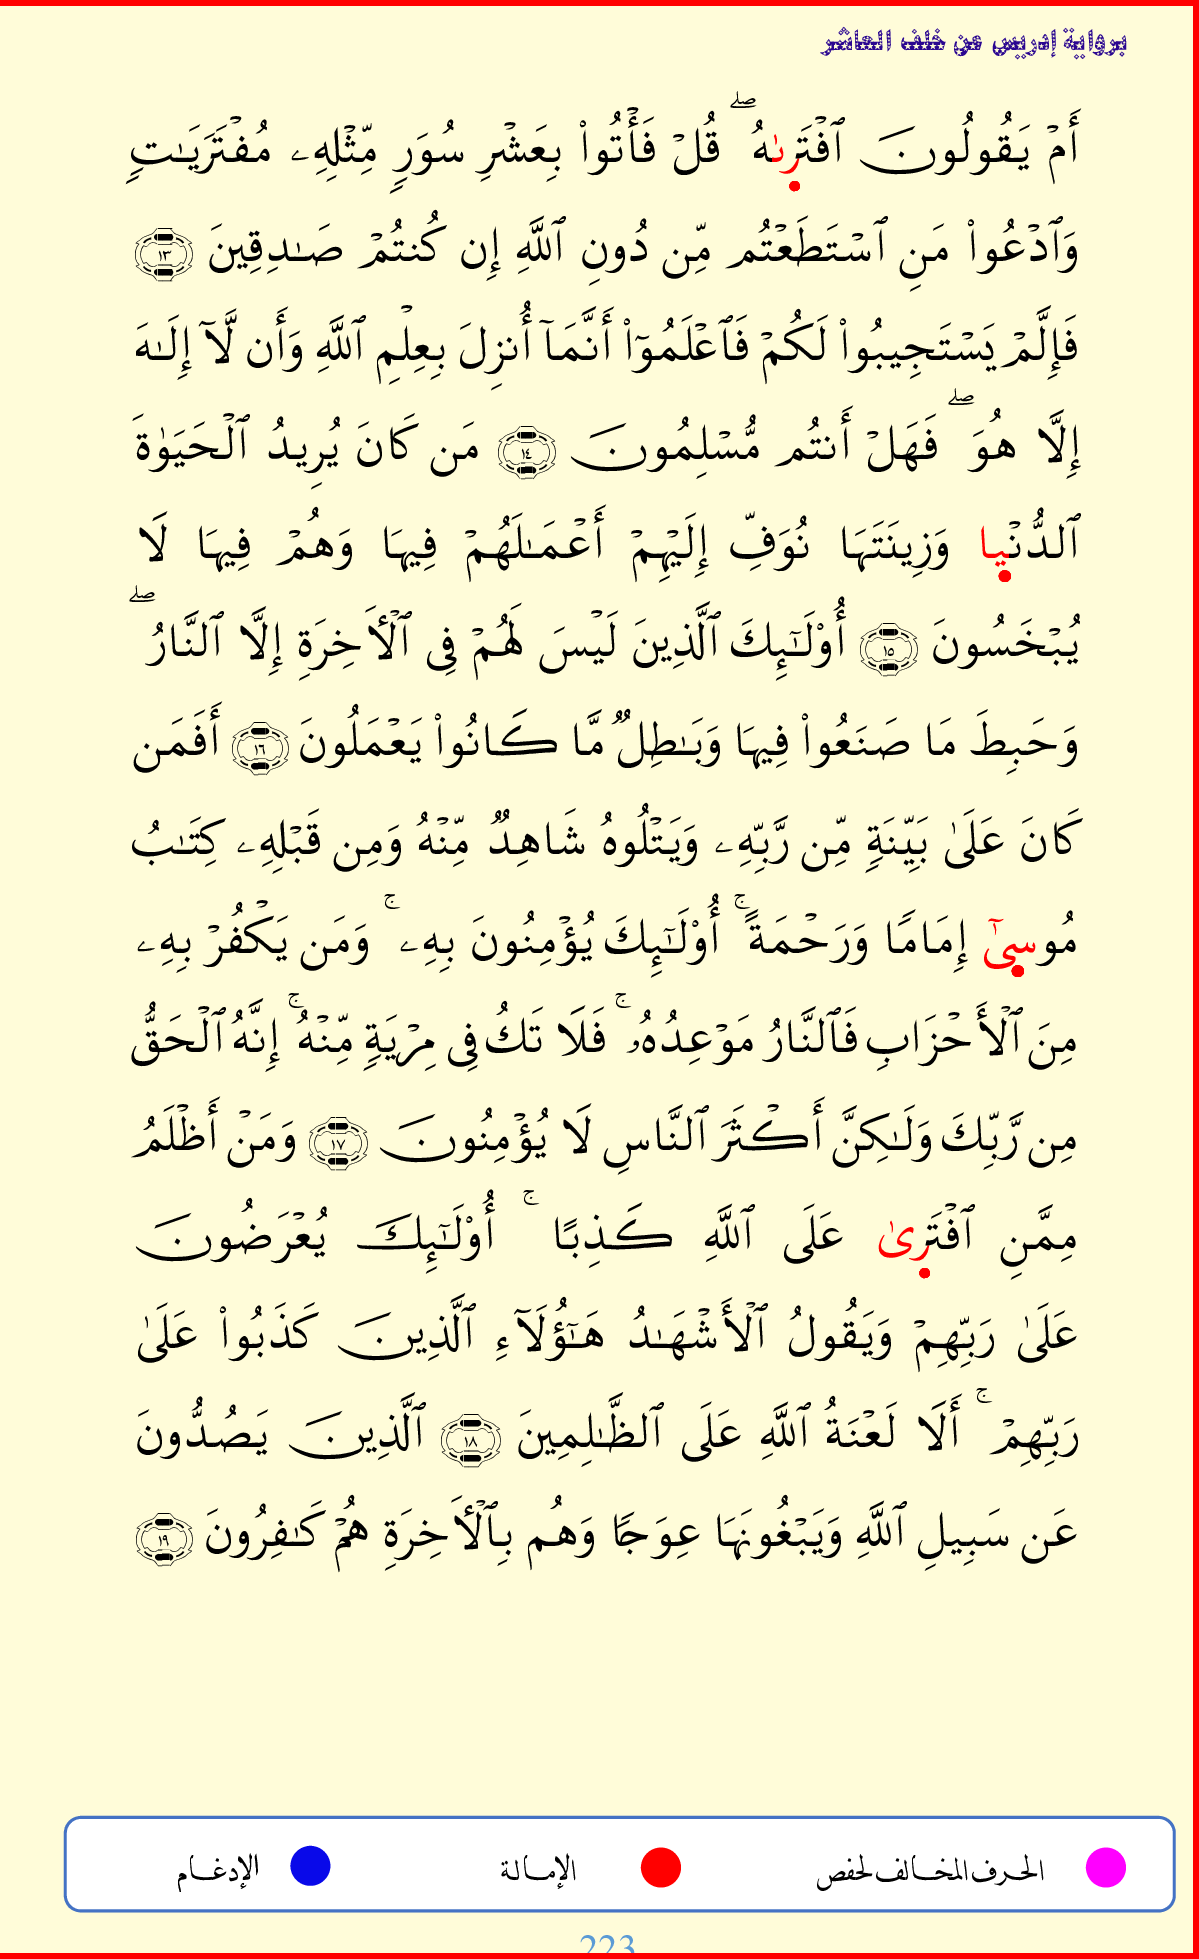 برواية إدريس عن خلف العاشر
أَمۡ يَقُولُونَ ٱفۡتَرىٰهُۖ قُلۡ فَأۡتُواْ بِعَشۡرِ سُوَرٖ مِّثۡلِهِۦ مُفۡتَرَيَٰتٖ
وَٱدۡعُواْ مَنِ ٱسۡتَطَعۡتُم مِّن دُونِ ٱللَّهِ إِن كُنتُمۡ صَٰدِقِينَ ١٣
فَإِلَّمۡ يَسۡتَجِيبُواْ لَكُمۡ فَٱعۡلَمُوٓاْ أَنَّمَآ أُنزِلَ بِعِلۡمِ ٱللَّهِ وَأَن لَّآ إِلَٰهَ
إِلَّا هُوَۖ فَهَلۡ أَنتُم مُّسۡلِمُونَ ١٤ مَن كَانَ يُرِيدُ ٱلۡحَيَوٰةَ
ٱلدُّنۡيا وَزِينَتَهَا نُوَفِّ إِلَيۡهِمۡ أَعۡمَٰلَهُمۡ فِيهَا وَهُمۡ فِيهَا لَا
يُبۡخَسُونَ ١٥ أُوْلَٰٓئِكَ ٱلَّذِينَ لَيۡسَ لَهُمۡ فِي ٱلۡأَخِرَةِ إِلَّا ٱلنَّارُۖ
وَحَبِطَ مَا صَنَعُواْ فِيهَا وَبَٰطِلٞ مَّا كَانُواْ يَعۡمَلُونَ ١٦ أَفَمَن
كَانَ عَلَىٰ بَيِّنَةٖ مِّن رَّبِّهِۦ وَيَتۡلُوهُ شَاهِدٞ مِّنۡهُ وَمِن قَبۡلِهِۦ كِتَٰبُ
مُوسىٰٓ إِمَامٗا وَرَحۡمَةًۚ أُوْلَٰٓئِكَ يُؤۡمِنُونَ بِهِۦۚ وَمَن يَكۡفُرۡ بِهِۦ
مِنَ ٱلۡأَحۡزَابِ فَٱلنَّارُ مَوۡعِدُهُۥۚ فَلَا تَكُ فِي مِرۡيَةٖ مِّنۡهُۚ إِنَّهُ ٱلۡحَقُّ
مِن رَّبِّكَ وَلَٰكِنَّ أَكۡثَرَ ٱلنَّاسِ لَا يُؤۡمِنُونَ ١٧ وَمَنۡ أَظۡلَمُ
مِمَّنِ ٱفۡتَرىٰ عَلَى ٱللَّهِ كَذِبًاۚ أُوْلَٰٓئِكَ يُعۡرَضُونَ
عَلَىٰ رَبِّهِمۡ وَيَقُولُ ٱلۡأَشۡهَٰدُ هَٰٓؤُلَآءِ ٱلَّذِينَ كَذَبُواْ عَلَىٰ
رَبِّهِمۡۚ أَلَا لَعۡنَةُ ٱللَّهِ عَلَى ٱلظَّٰلِمِينَ ١٨ ٱلَّذِينَ يَصُدُّونَ
عَن سَبِيلِ ٱللَّهِ وَيَبۡغُونَهَا عِوَجٗا وَهُم بِٱلۡأَخِرَةِ هُمۡ كَٰفِرُونَ ١٩
الحرف المخالف لحفص الإمالة الإدغام
223